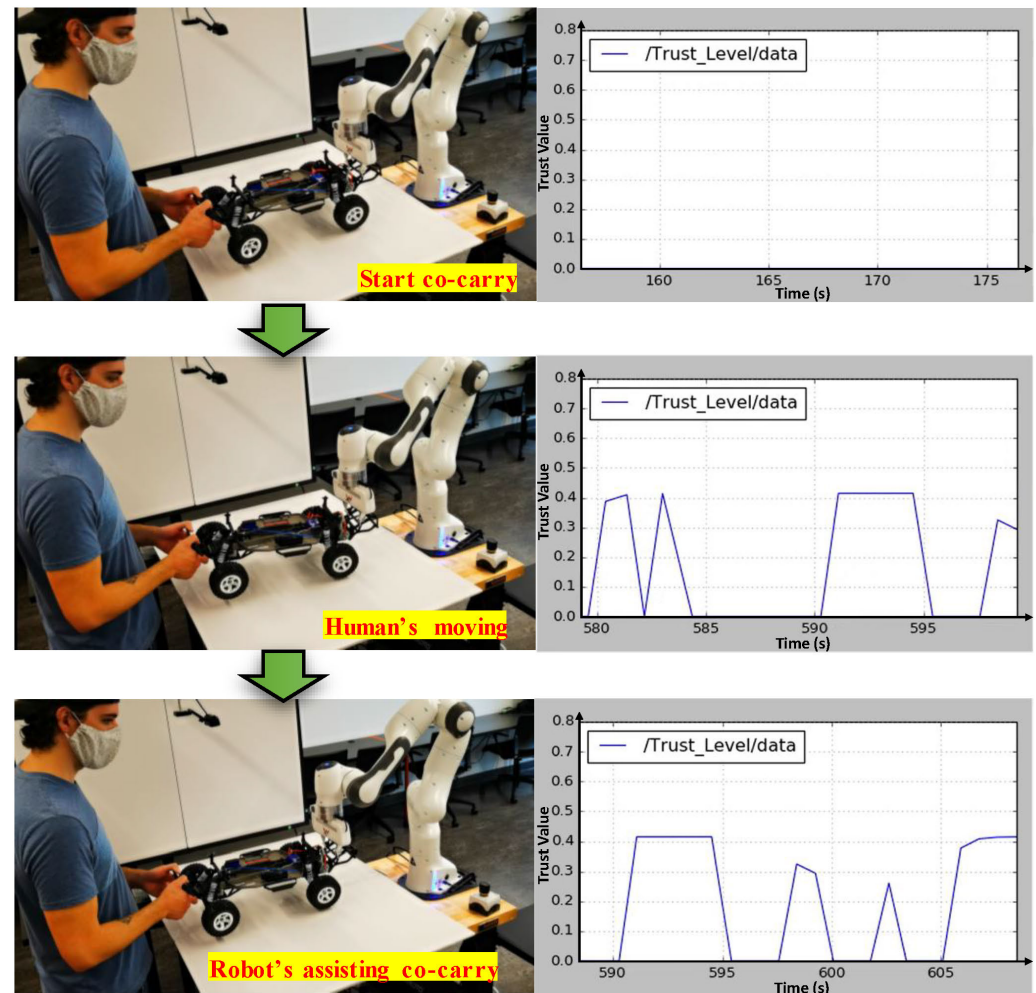 0.8
/Trust_Level/data
0.7
0.6
0.5
0.4
0.3
0.2
0.1
0.0
Trust Value
160 165 170 175
Time (s)
Start co-carry
0.8
/Trust_Level/data
0.7
0.6
0.5
0.4
0.3
0.2
0.1
0.0
Trust Value
580 585 590 595
Time (s)
Human's moving
0.8
/Trust_Level/data
0.7
0.6
0.5
0.4
0.3
0.2
0.1
0.0
Trust Value
590 595 600 605
Time (s)
Robot's assisting co-carry